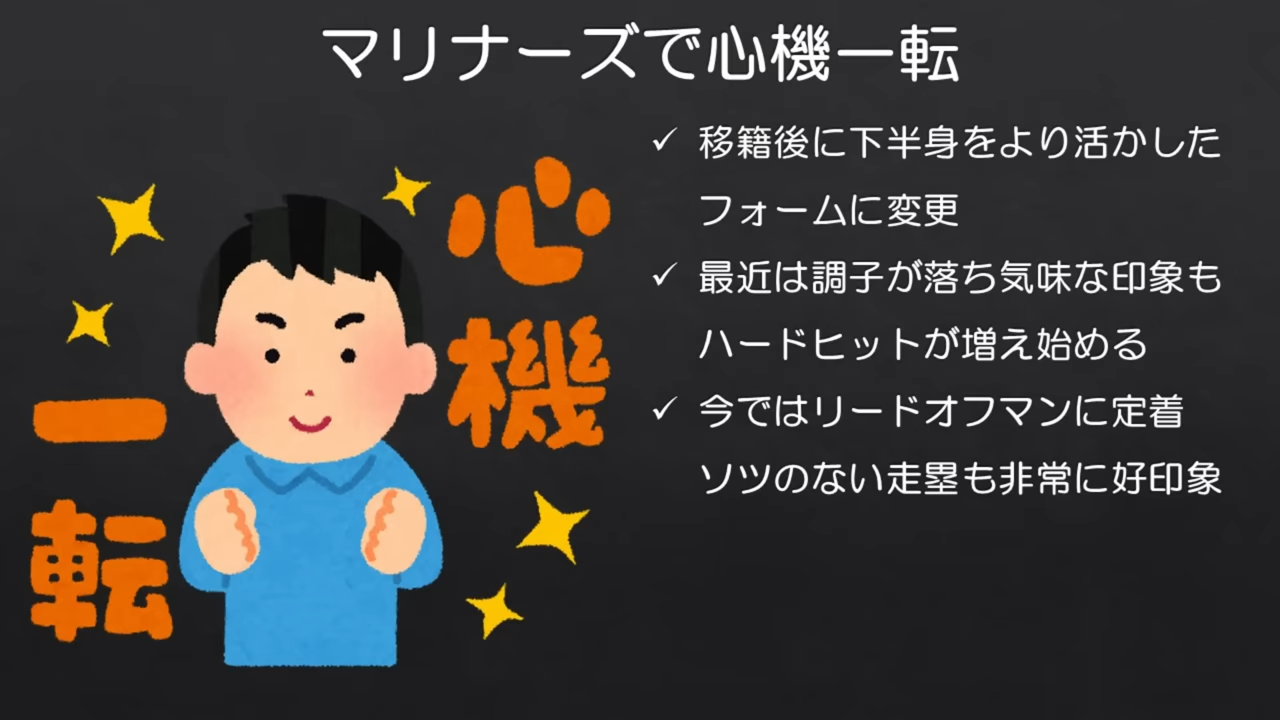 マリナーズで心機一転
心機
一転
✓ 移籍後に下半身をより活かした
フォームに変更
✓ 最近は調子が落ち気味な印象も
ハードヒットが増え始める
✓ 今ではリードオフマンに定着
ソツのない走塁も非常に好印象